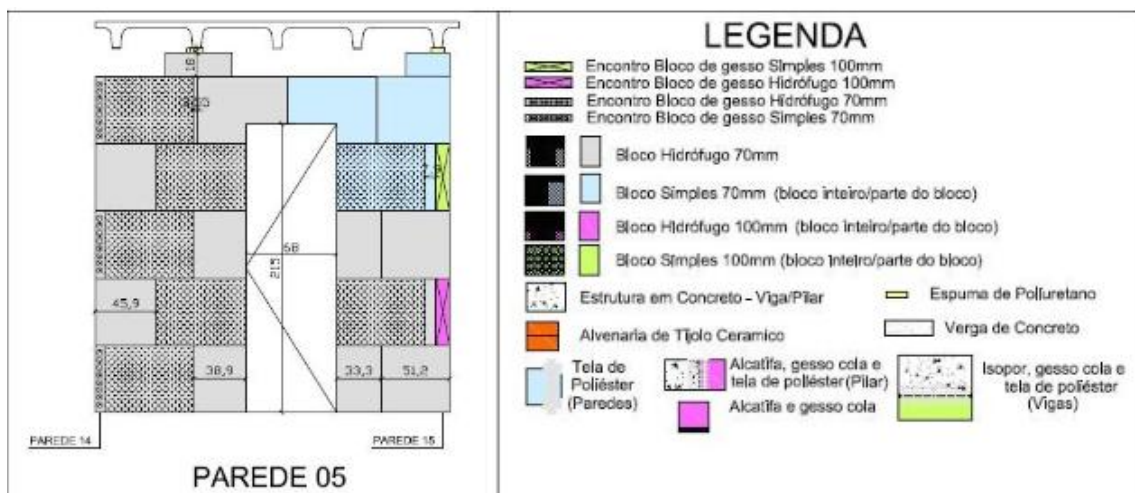 18
68
215
45,9
38,9
33,3
51,2
PAREDE 14
PAREDE 15
PAREDE 05
LEGENDA
Encontro Bloco de gesso Simples 100mm
Encontro Bloco de gesso Hidrófugo 100mm
Encontro Bloco de gesso Hidrófugo 70mm
Encontro Bloco de gesso Simples 70mm
Bloco Hidrófugo 70mm
Bloco Simples 70mm (bloco inteiro/parte do bloco)
Bloco Hidrófugo 100mm (bloco inteiro/parte do bloco)
Bloco Simples 100mm (bloco inteiro/parte do bloco)
Estrutura em Concreto - Viga/Pilar
Espuma de Poliuretano
Alvenaria de Tijolo Ceramico
Verga de Concreto
Tela de
Poliéster
(Paredes)
Alcatifa, gesso cola e
tela de poliéster (Pilar)
Alcatifa e gesso cola
Isopor, gesso cola e
tela de poliéster
(Vigas)